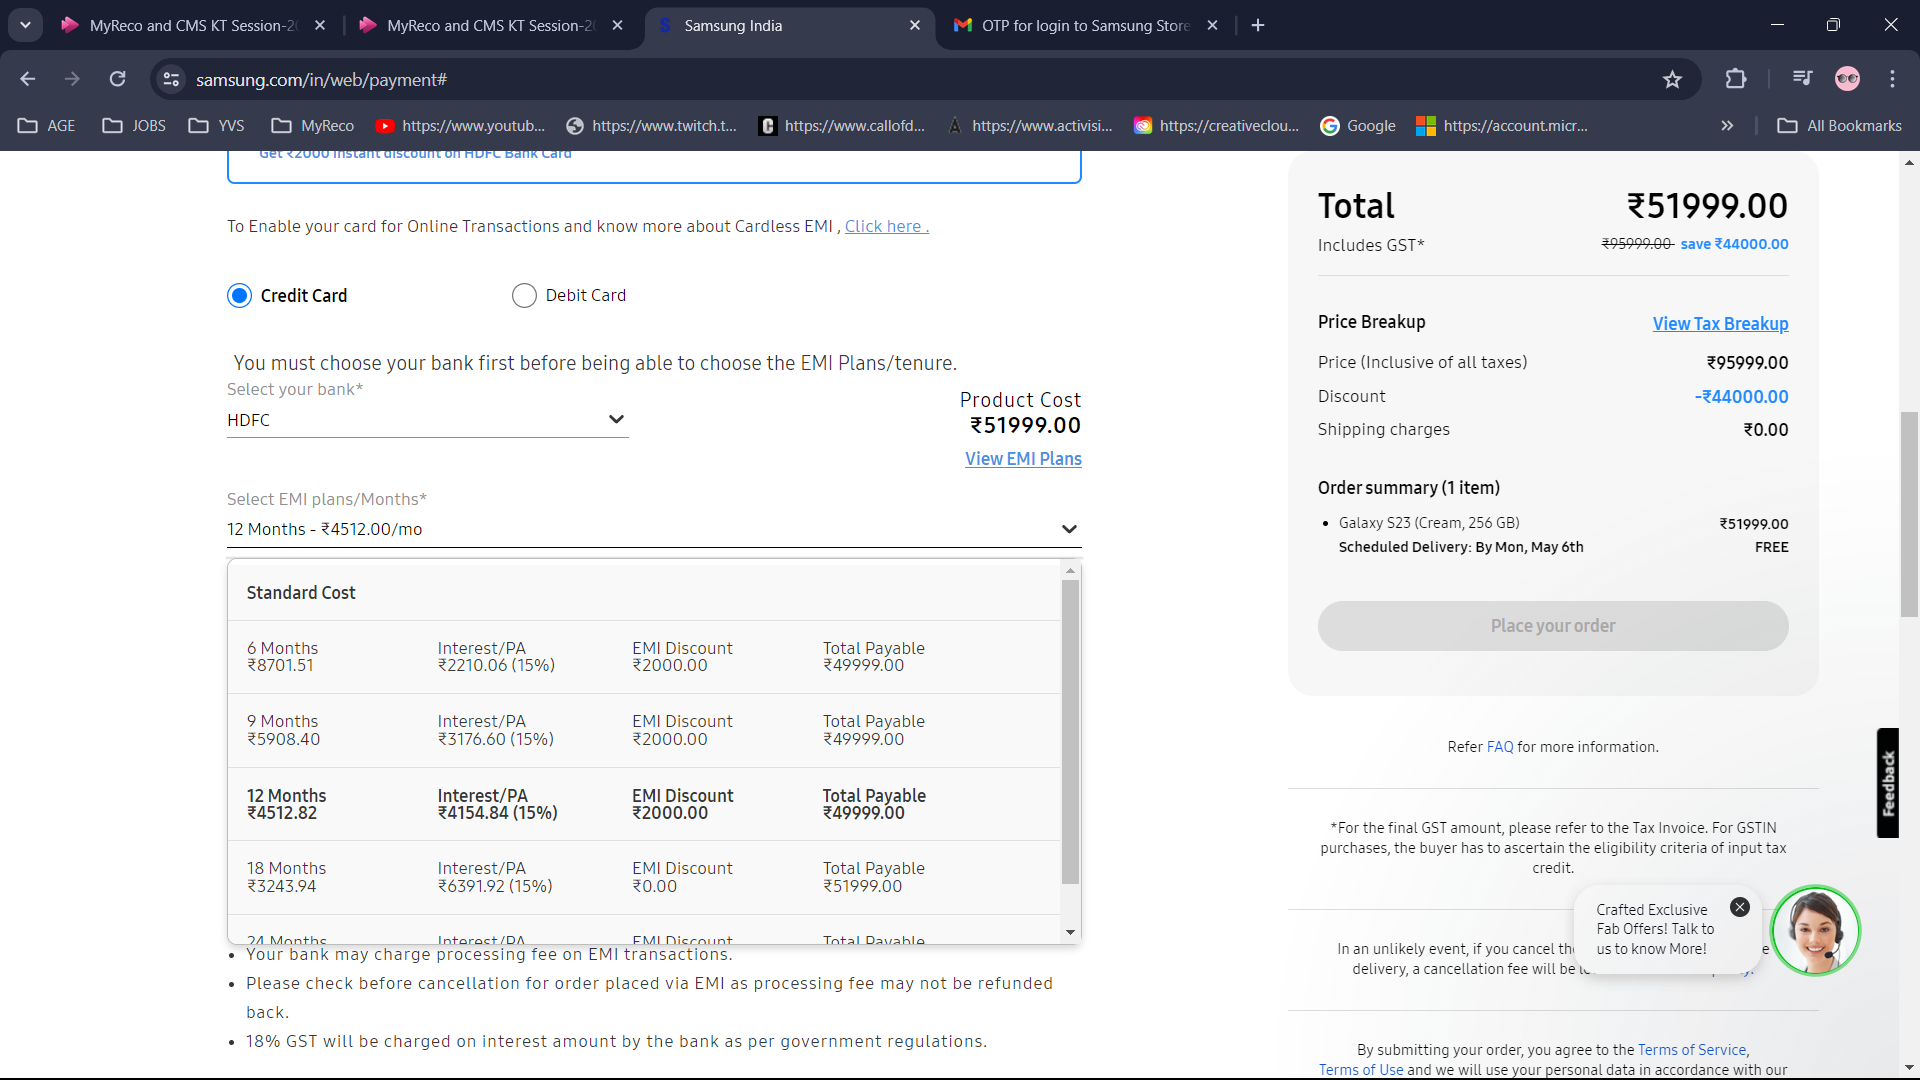 MyReco and CMS KT Session-20
MyReco and CMS KT Session-20
Samsung India
OTP for login to Samsung Store
samsung.com/in/web/payment#
AGE
JOBS
YVS
MyReco
https://www.youtub...
https://www.twitch.t...
https://www.callofd...
https://www.activisi...
https://creativeclou...
Google
https://account.micr...
All Bookmarks
Get ₹2000 instant discount on HDFC Bank Card
To Enable your card for Online Transactions and know more about Cardless EMI , Click here .
Credit Card
Debit Card
You must choose your bank first before being able to choose the EMI Plans/tenure.
Select your bank*
HDFC
Product Cost
₹51999.00
View EMI Plans
Select EMI plans/Months*
12 Months - ₹4512.00/mo
Standard Cost
6 Months Interest/PA EMI Discount Total Payable
₹8701.51 ₹2210.06 (15%) ₹2000.00 ₹49999.00
9 Months Interest/PA EMI Discount Total Payable
₹5908.40 ₹3176.60 (15%) ₹2000.00 ₹49999.00
12 Months Interest/PA EMI Discount Total Payable
₹4512.82 ₹4154.84 (15%) ₹2000.00 ₹49999.00
18 Months Interest/PA EMI Discount Total Payable
₹3243.94 ₹6391.92 (15%) ₹0.00 ₹51999.00
24 Months Interest/PA EMI Discount Total Payable
Your bank may charge processing fee on EMI transactions.
Please check before cancellation for order placed via EMI as processing fee may not be refunded
back.
18% GST will be charged on interest amount by the bank as per government regulations.
Total ₹51999.00
Includes GST* ₹95999.00 save ₹44000.00
Price Breakup View Tax Breakup
Price (Inclusive of all taxes) ₹95999.00
Discount -₹44000.00
Shipping charges ₹0.00
Order summary (1 item)
Galaxy S23 (Cream, 256 GB) ₹51999.00
Scheduled Delivery: By Mon, May 6th FREE
Place your order
Refer FAQ for more information.
Feedback
*For the final GST amount, please refer to the Tax Invoice. For GSTIN
purchases, the buyer has to ascertain the eligibility criteria of input tax
credit.
Crafted Exclusive
Fab Offers! Talk to
us to know More!
In an unlikely event, if you cancel
delivery, a cancellation fee will be
By submitting your order, you agree to the Terms of Service,
Terms of Use and we will use your personal data in accordance with our